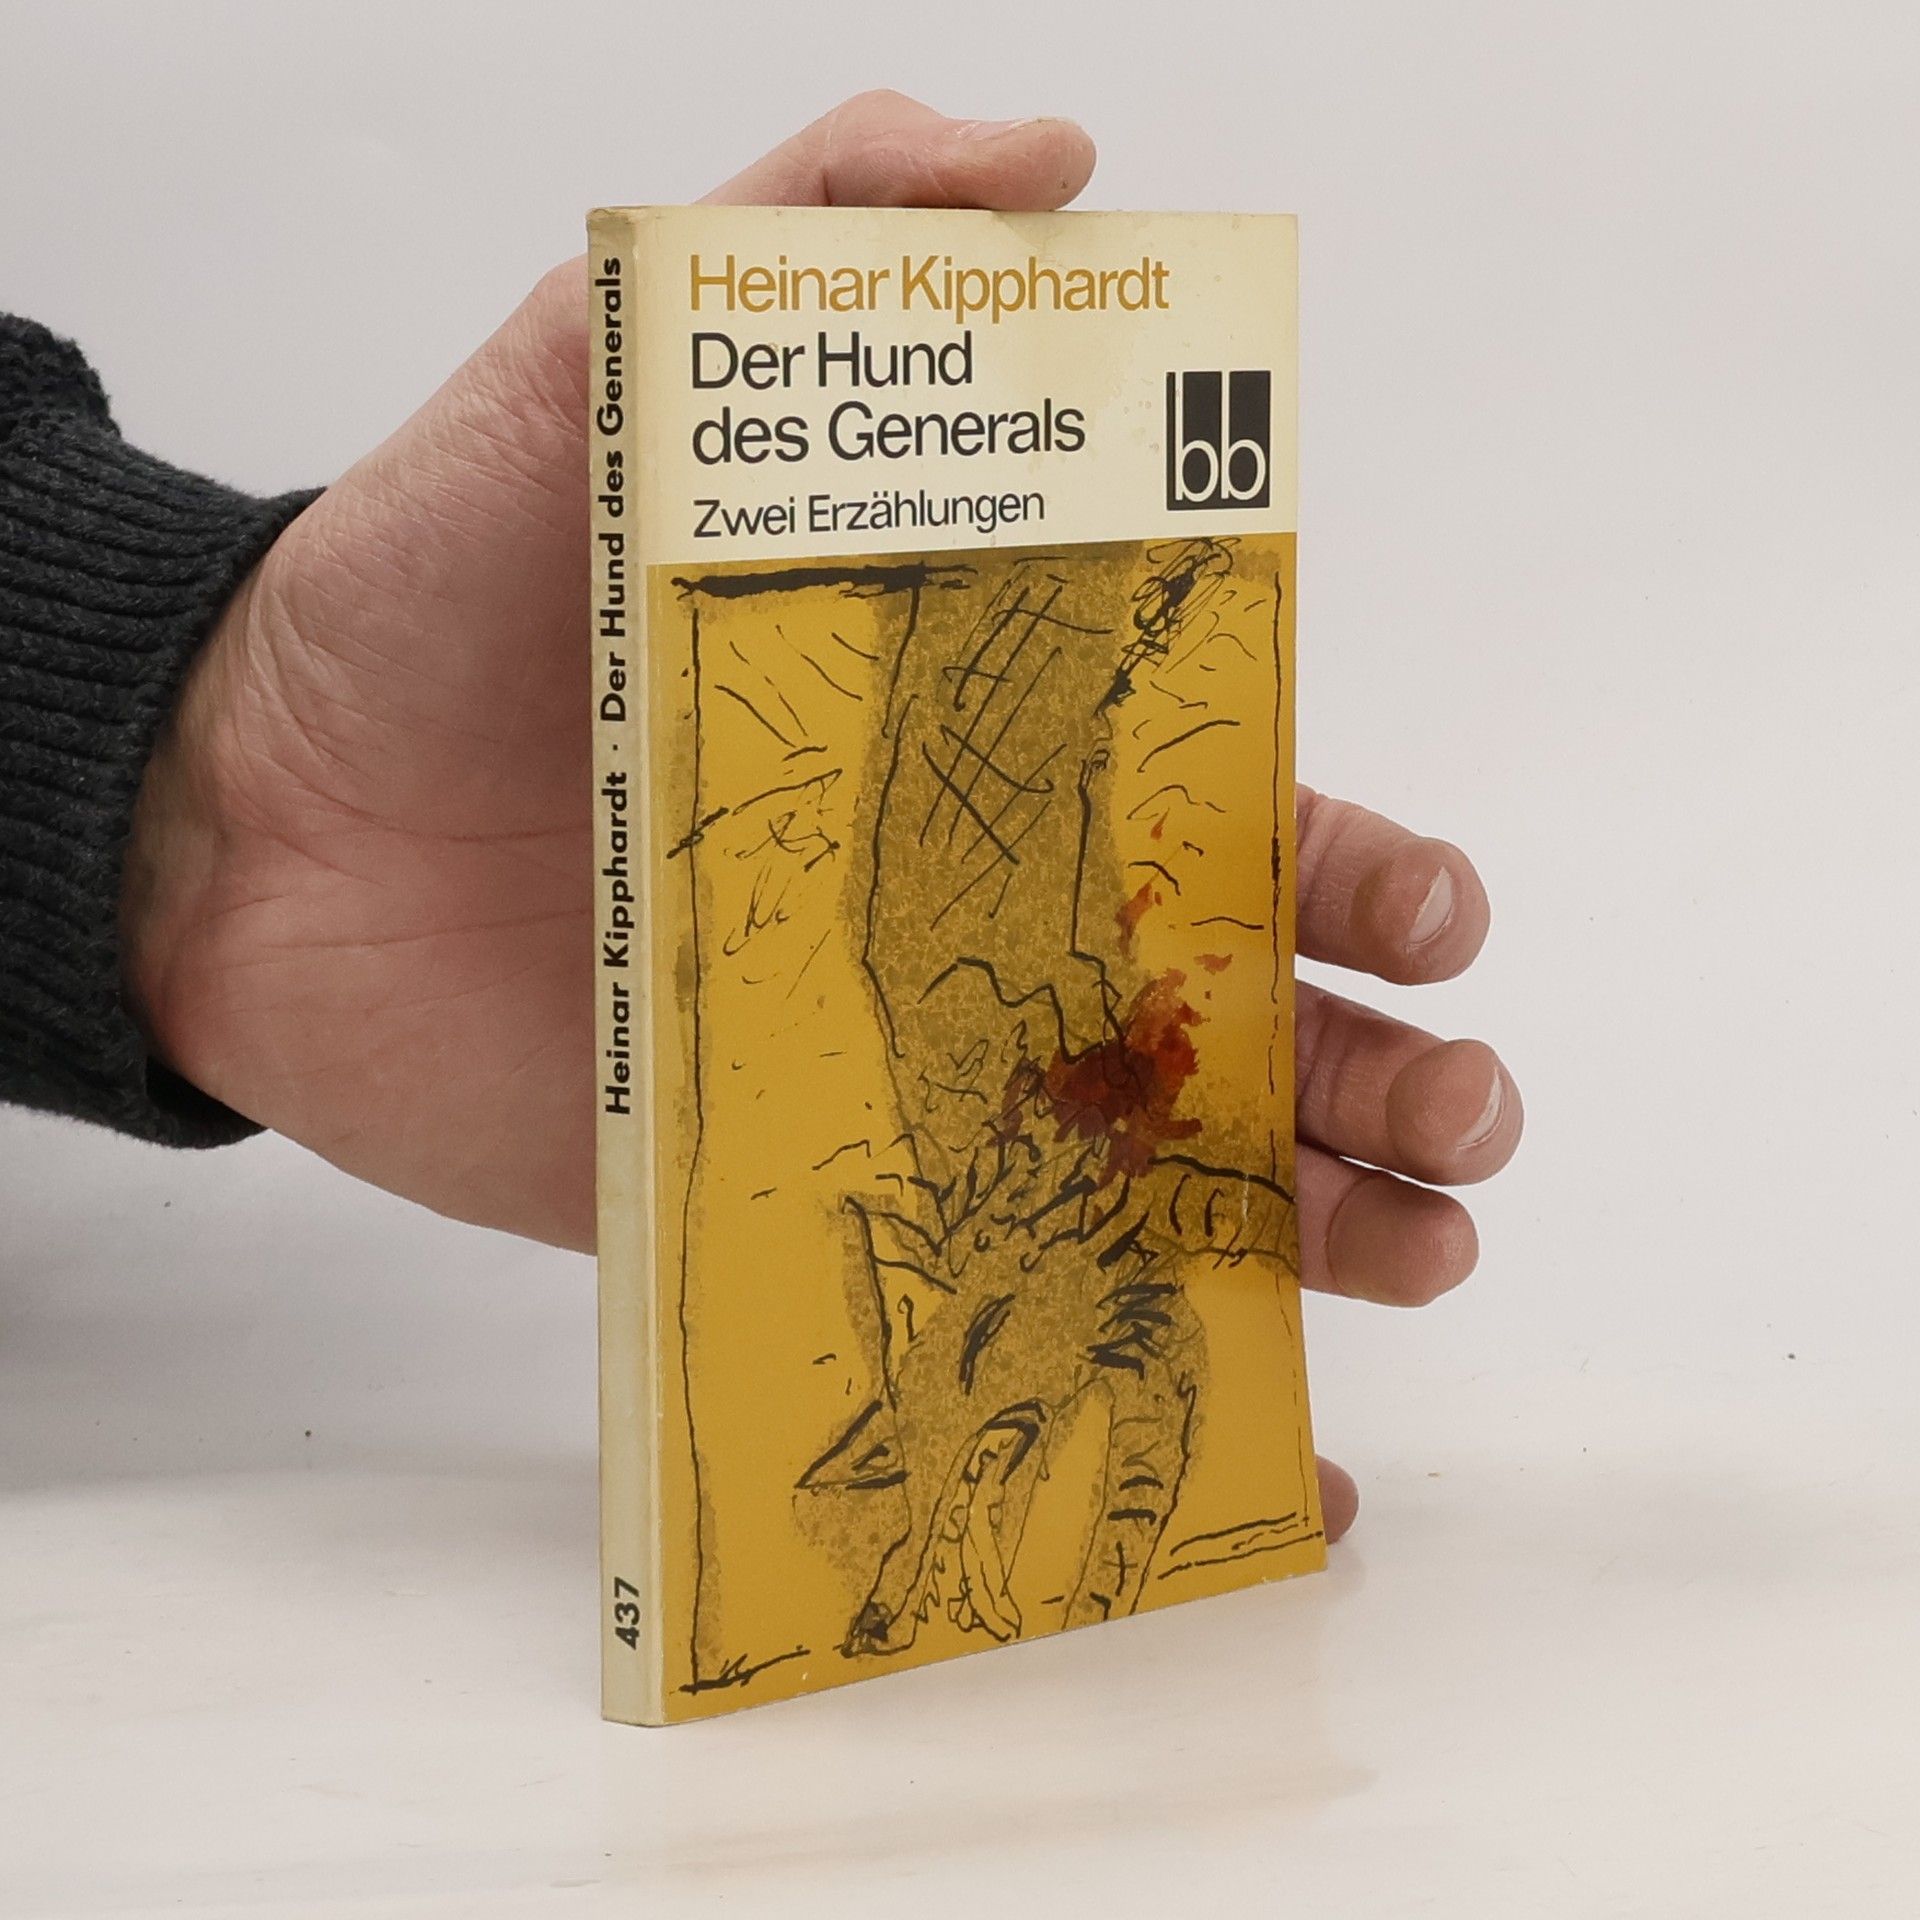 Heinar Kipphardt
Der Hund
des Generals
Zwei Erzählungen
bb
Heinar Kipphardt · Der Hund des Generals
437